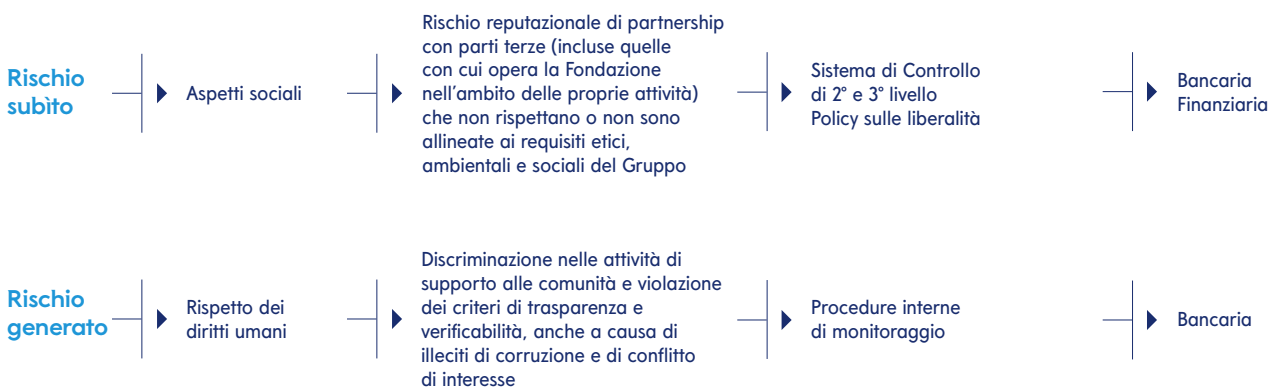 Rischio
subìto
Aspetti sociali
Rischio reputazionale di partnership
con parti terze (incluse quelle
con cui opera la Fondazione
nell'ambito delle proprie attività)
che non rispettano o non sono
allineate ai requisiti etici,
ambientali e sociali del Gruppo
Sistema di Controllo
di 2° e 3° livello
Policy sulle liberalità
Bancaria
Finanziaria
Rischio
generato
Rispetto dei
diritti umani
Discriminazione nelle attività di
supporto alle comunità e violazione
dei criteri di trasparenza e
verificabilità, anche a causa di
illeciti di corruzione e di conflitto
di interesse
Procedure interne
di monitoraggio
Bancaria